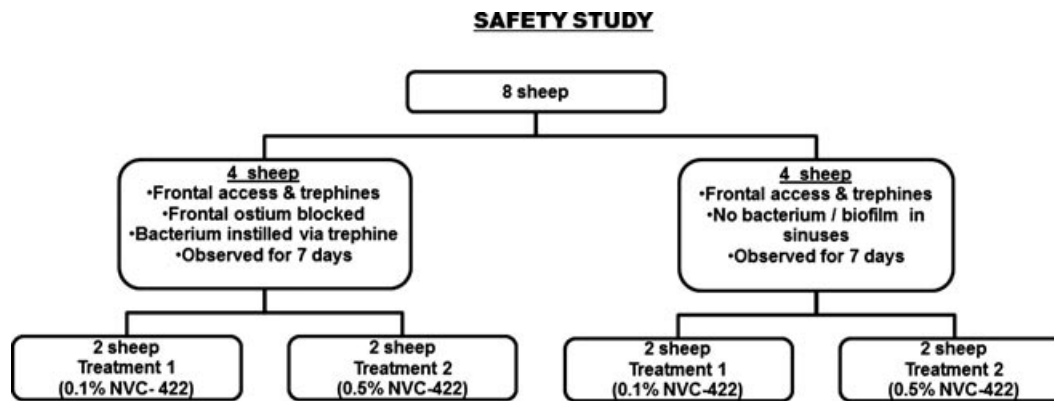 SAFETY STUDY
8 sheep
4 sheep
•Frontal access & trephines
•Frontal ostium blocked
•Bacterium instilled via trephine
•Observed for 7 days
4 sheep
•Frontal access & trephines
•No bacterium / biofilm in
sinuses
•Observed for 7 days
2 sheep
Treatment 1
(0.1% NVC- 422)
2 sheep
Treatment 2
(0.5% NVC-422)
2 sheep
Treatment 1
(0.1% NVC-422)
2 sheep
Treatment 2
(0.5% NVC-422)